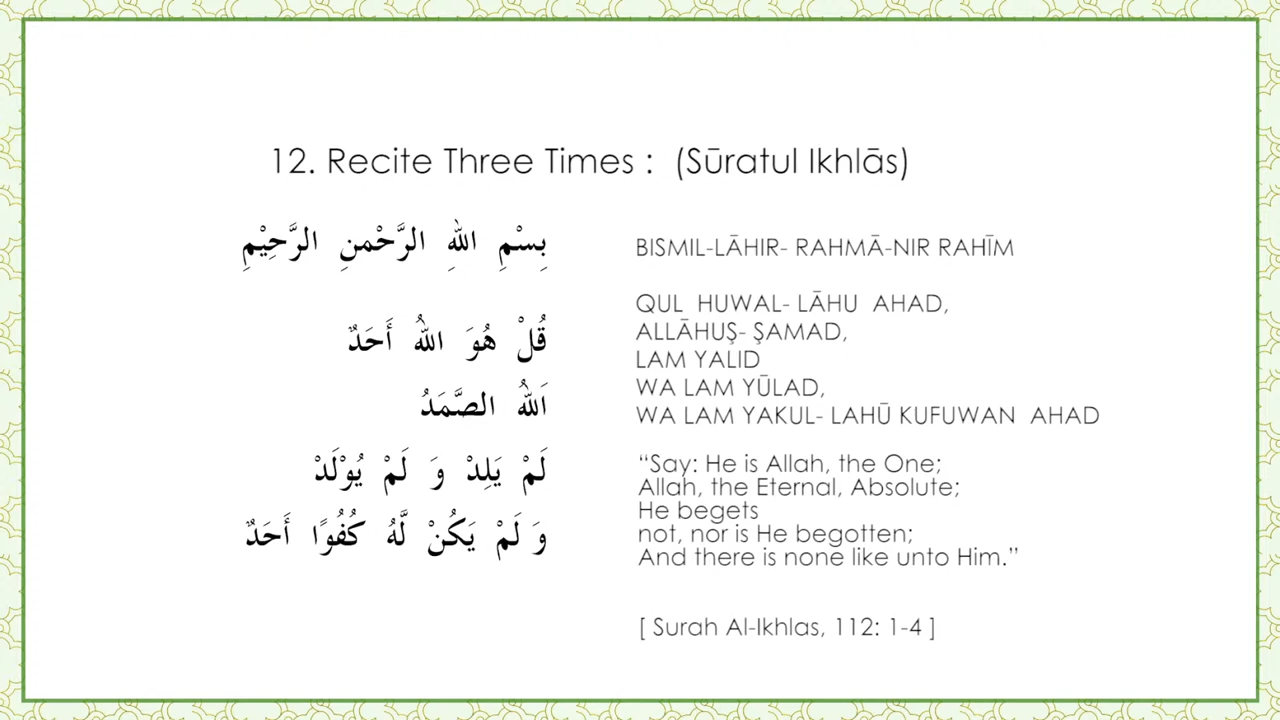 12. Recite Three Times : (Sūratul Ikhlās)
بِسْمِ اللهِ الرَّحْمنِ الرَّحِيْمِ
قُلْ هُوَ اللهُ أَحَدٌ
اَللهُ الصَّمَدُ
لَمْ يَلِدْ وَ لَمْ يُوْلَدْ
وَ لَمْ يَكُنْ لَّهُ كُفُوًا أَحَدٌ
BISMIL-LĀHIR- RAHMĀ-NIR RAHĪM
QUL HUWAL- LĀHU AHAD,
ALLĀHUŞ- ŞAMAD,
LAM YALID
WA LAM YŪLAD,
WA LAM YAKUL- LAHŪ KUFUWAN AHAD
“Say: He is Allah, the One;
Allah, the Eternal, Absolute;
He begets
not, nor is He begotten;
And there is none like unto Him.”
[ Surah Al-Ikhlas, 112: 1-4 ]